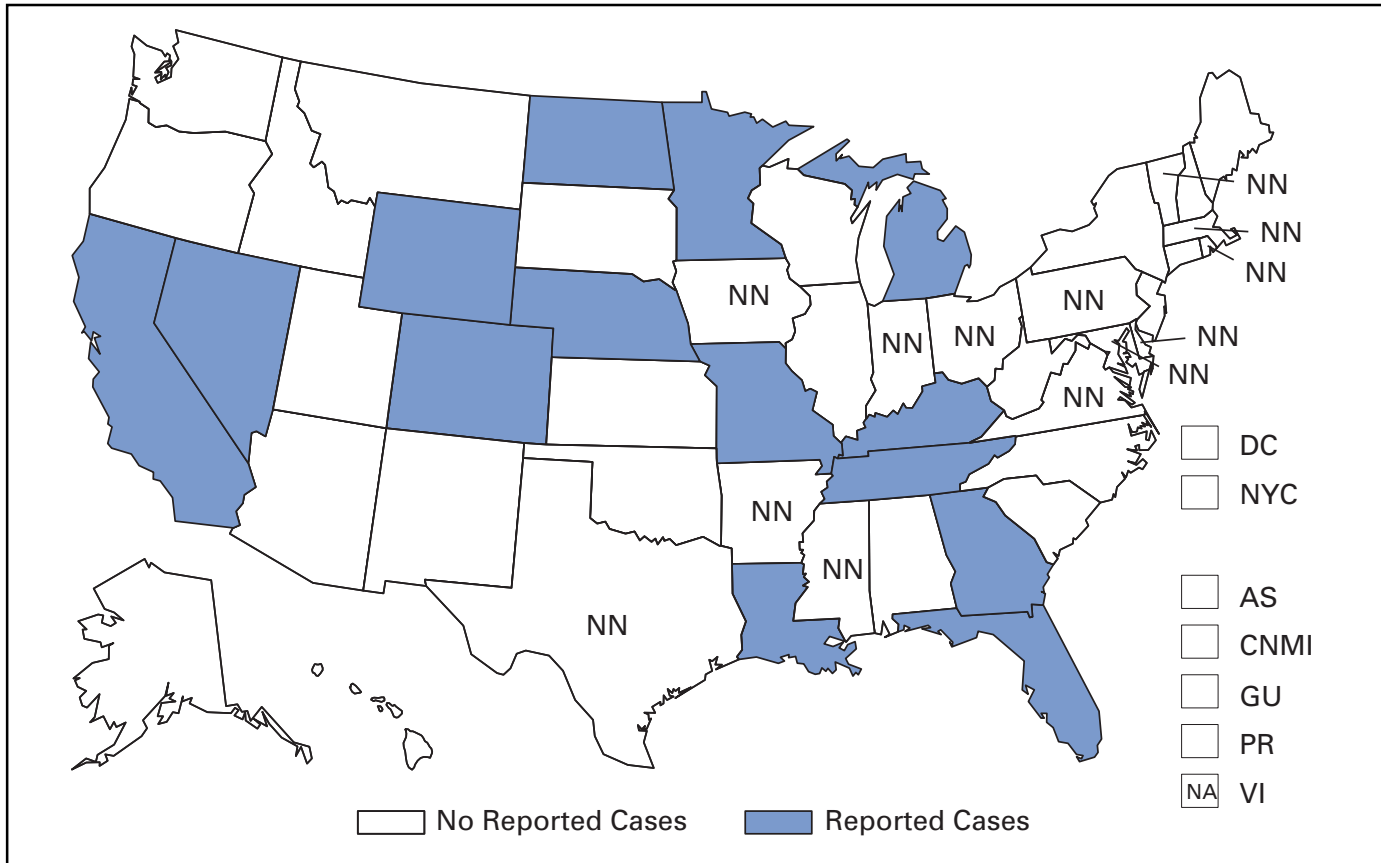 NN
NN
NN
NN
NN
NN
NN
NN
NN
NN
NN
DC
NN
NYC
NN
AS
NN
CNMI
GU
PR
NA VI
No Reported Cases
Reported Cases